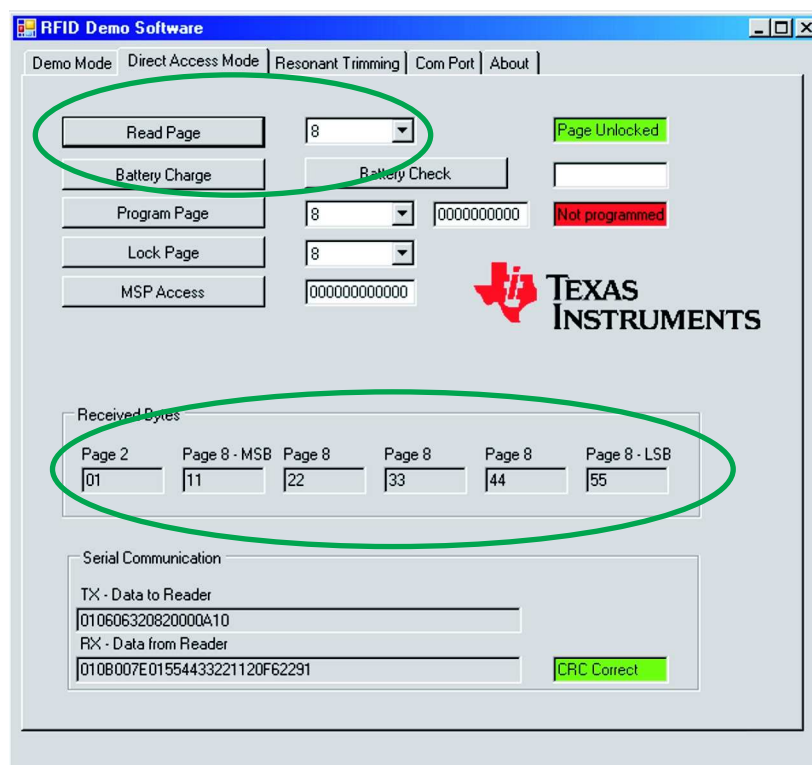 RFID Demo Software
Demo Mode Direct Access Mode Resonant Trimming Com Port About
Read Page 8 Page Unlocked
Battery Charge Battery Check
Program Page 8 0000000000 Not programmed
Lock Page 8
MSP Access 000000000000
TEXAS
INSTRUMENTS
Received Bytes
Page 2 Page 8 - MSB Page 8 Page 8 Page 8 Page 8 - LSB
01 11 22 33 44 55
Serial Communication
TX - Data to Reader
010606320820000A10
RX - Data from Reader
010B007E01554433221120F62291 CRC Correct